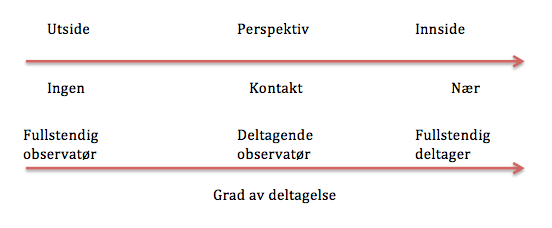 Utside Perspektiv Innside
Ingen Kontakt Nær
Fullstendig Deltagende Fullstendig
observatør observatør deltager
Grad av deltagelse